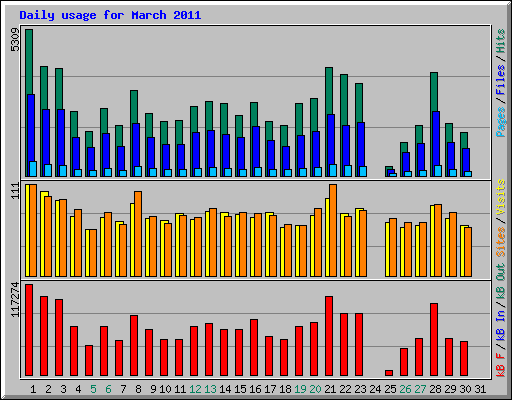 Daily usage for March 2011
5309
Pages / Files / Hits
111
Sites / Visits
117274
kB F / kB In / kB Out
1 2 3 4 5 6 7 8 9 10 11 12 13 14 15 16 17 18 19 20 21 22 23 24 25 26 27 28 29 30 31